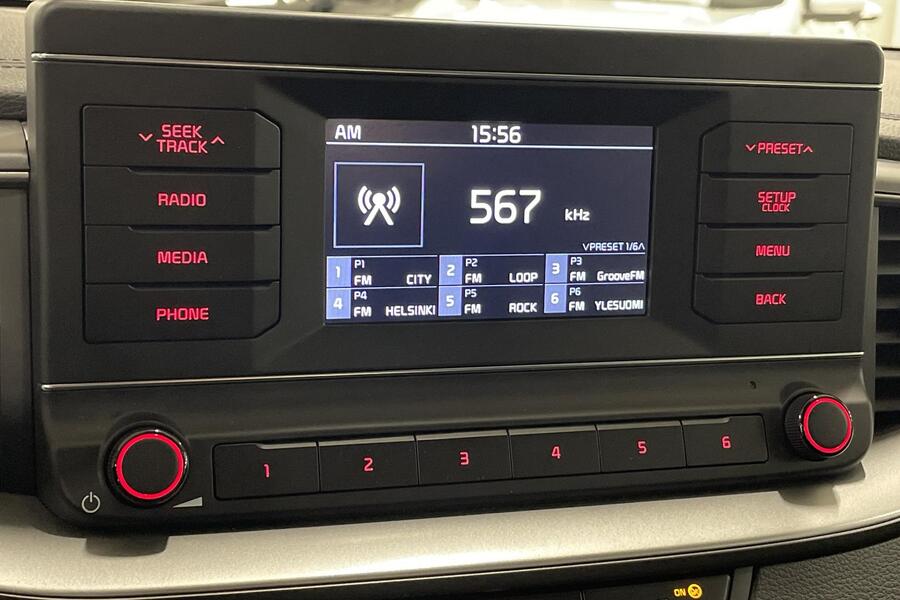 SEEK
TRACK
RADIO
MEDIA
PHONE
AM 15:56
567 kHz
PRESET 1/6
1 P1 FM CITY
2 P2 FM LOOP
3 P3 FM GrooveFM
4 P4 FM HELSINKI
5 P5 FM ROCK
6 P6 FM YLESUOMI
PRESET
SETUP
CLOCK
MENU
BACK
1 2 3 4 5 6
ON